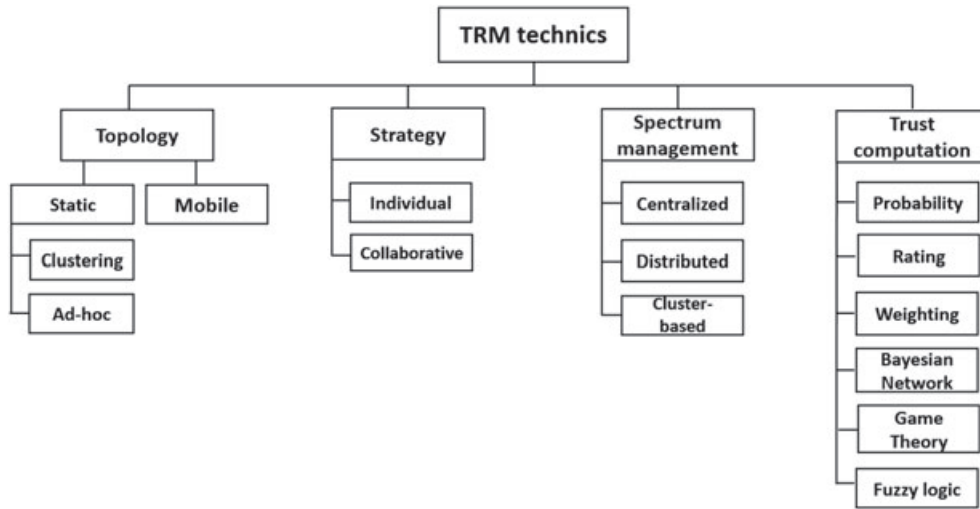 TRM technics
Topology
Strategy
Spectrum
management
Trust
computation
Static
Mobile
Clustering
Ad-hoc
Individual
Collaborative
Centralized
Distributed
Cluster-
based
Probability
Rating
Weighting
Bayesian
Network
Game
Theory
Fuzzy logic